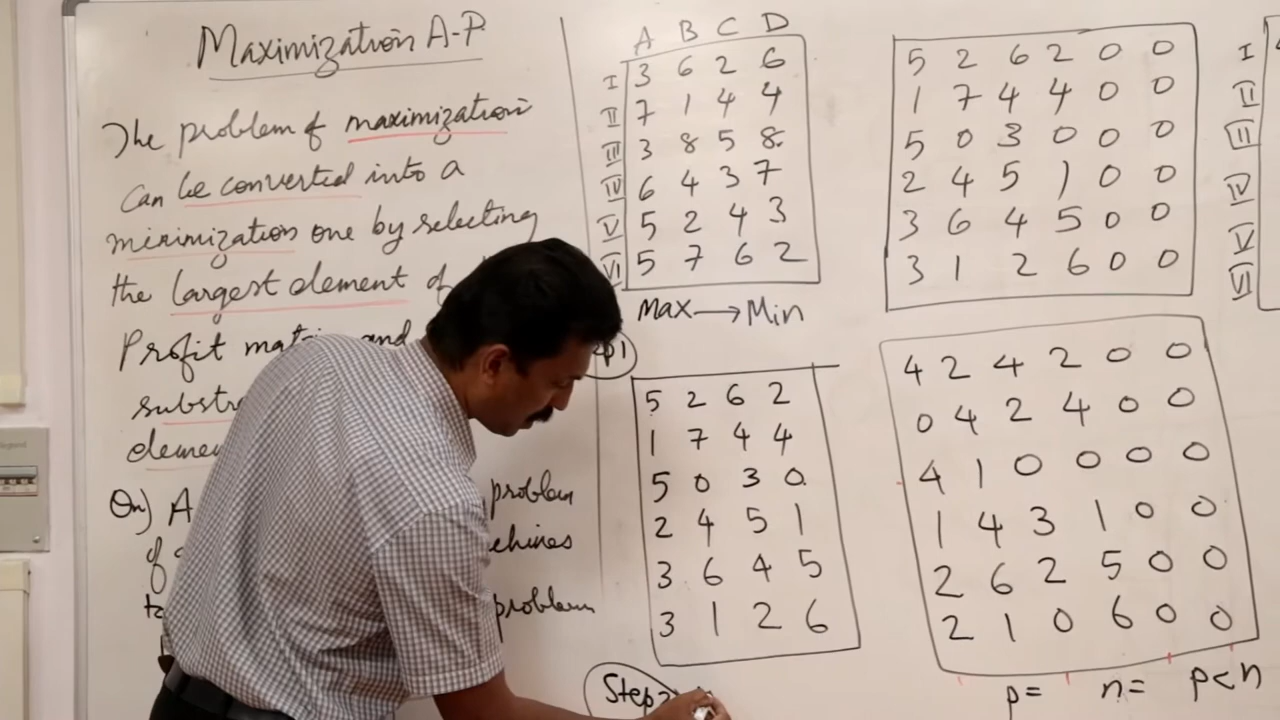 Maximization A-P
The problem of maximization
can be converted into a
minimization one by selecting
the largest element of
Profit and
On) A
problem
of
chines
problem
A B C D
I 3 6 2 6
II 7 1 4 4
III 3 8 5 8
IV 6 4 3 7
V 5 2 4 3
VI 5 7 6 2
Max → Min
5 2 6 2
1 7 4 4
5 0 3 0
2 4 5 1
3 6 4 5
3 1 2 6
Step 2
5 2 6 2 0 0
1 7 4 4 0 0
5 0 3 0 0 0
2 4 5 1 0 0
3 6 4 5 0 0
3 1 2 6 0 0
4 2 4 2 0 0
0 4 2 4 0 0
4 1 0 0 0 0
1 4 3 1 0 0
2 6 2 5 0 0
2 1 0 6 0 0
p= n= p<n
I
II
III
IV
V
VI
legrand